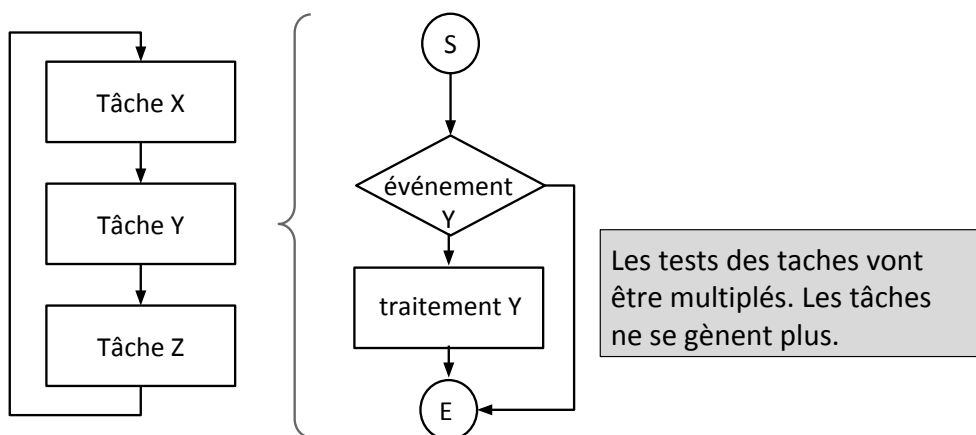 Tâche X
Tâche Y
Tâche Z
S
événement
Y
traitement Y
E
Les tests des taches vont
être multiplés. Les tâches
ne se gènent plus.